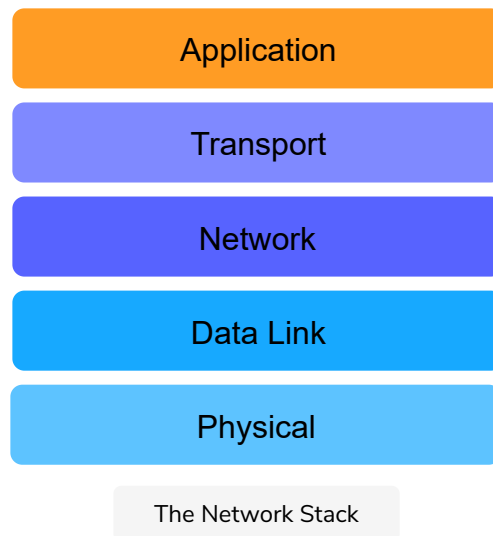 Application
Transport
Network
Data Link
Physical
The Network Stack